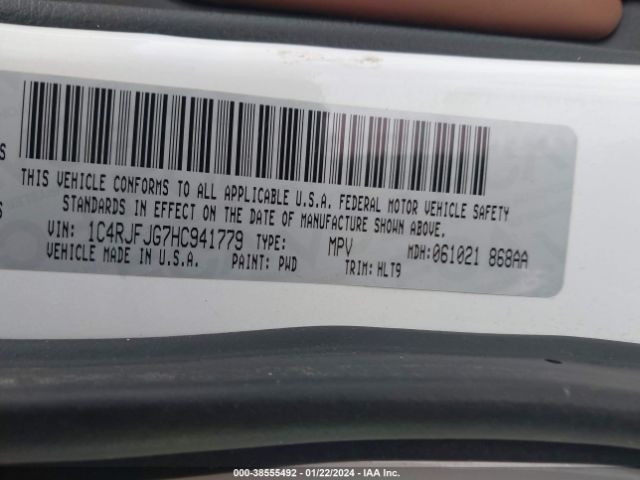 S
THIS VEHICLE CONFORMS TO ALL APPLICABLE U.S.A. FEDERAL MOTOR VEHICLE SAFETY
S
STANDARDS IN EFFECT ON THE DATE OF MANUFACTURE SHOWN ABOVE.
VIN: 1C4RJFJG7HC941779 TYPE: MPV MDH:061021 868AA
VEHICLE MADE IN U.S.A. PAINT: PWD TRIM: HLT9
000-38555492 - 01/22/2024 - IAA Inc.